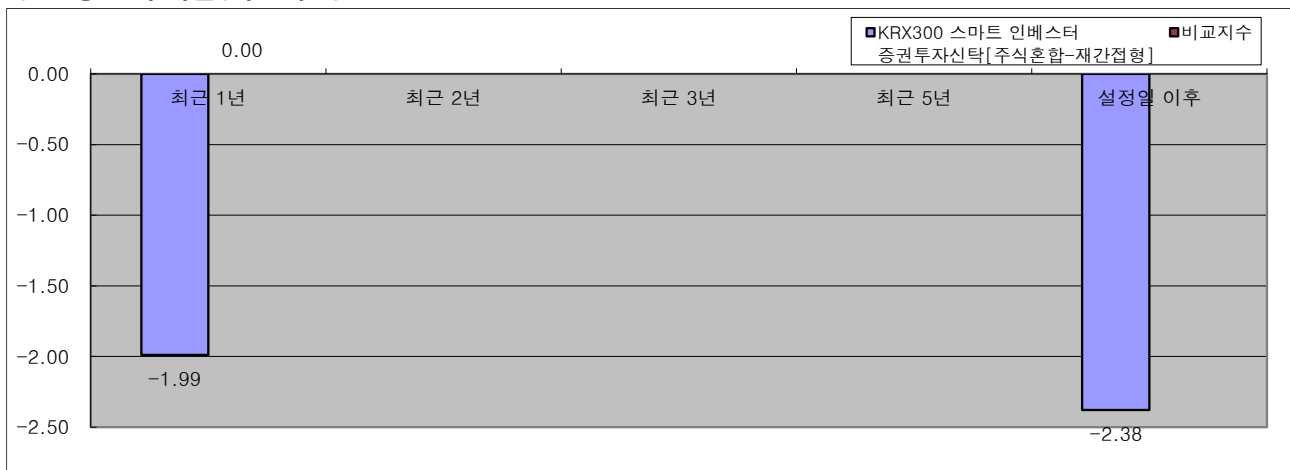 KRX300 스마트 인베스터
증권투자신탁[주식혼합-재간접형]
비교지수
0.00
0.00
최근 1년
최근 2년
최근 3년
최근 5년
설정일 이후
-0.50
-1.00
-1.50
-2.00
-1.99
-2.50
-2.38